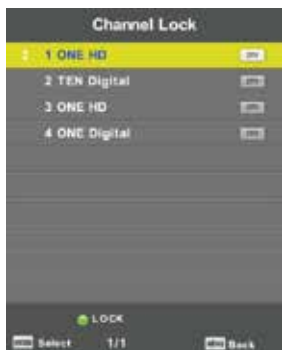 Channel Lock
1 ONE HD
2 TEN Digital
3 ONE HD
4 ONE Digital
LOCK
Select 1/1 Back